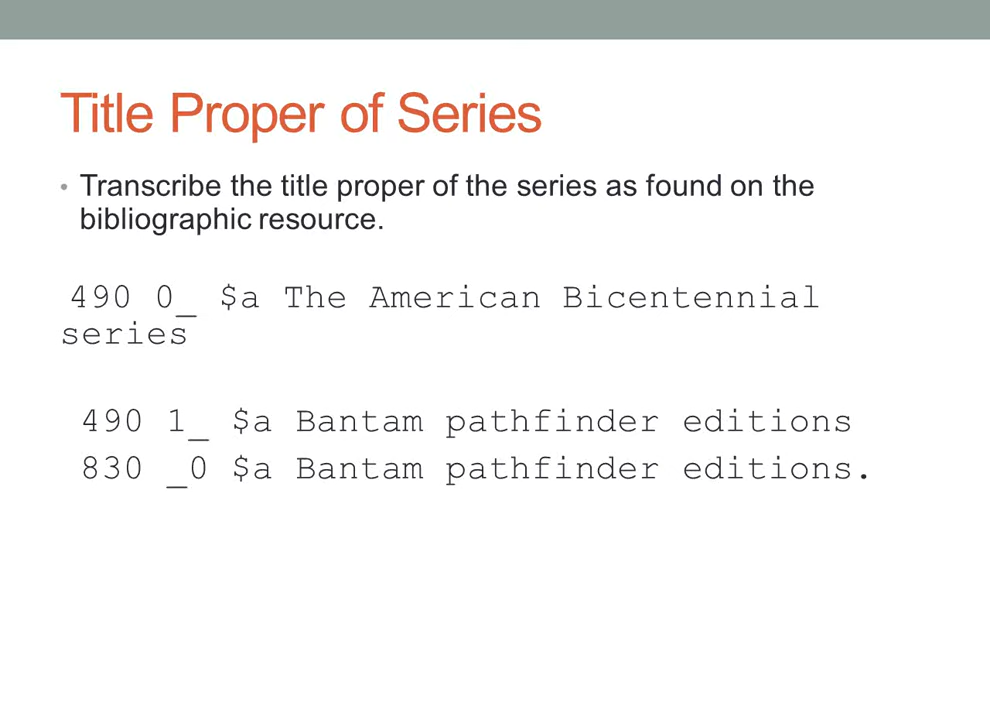 Title Proper of Series
• Transcribe the title proper of the series as found on the
bibliographic resource.
490 0_ $a The American Bicentennial
series
490 1_ $a Bantam pathfinder editions
830 _0 $a Bantam pathfinder editions.